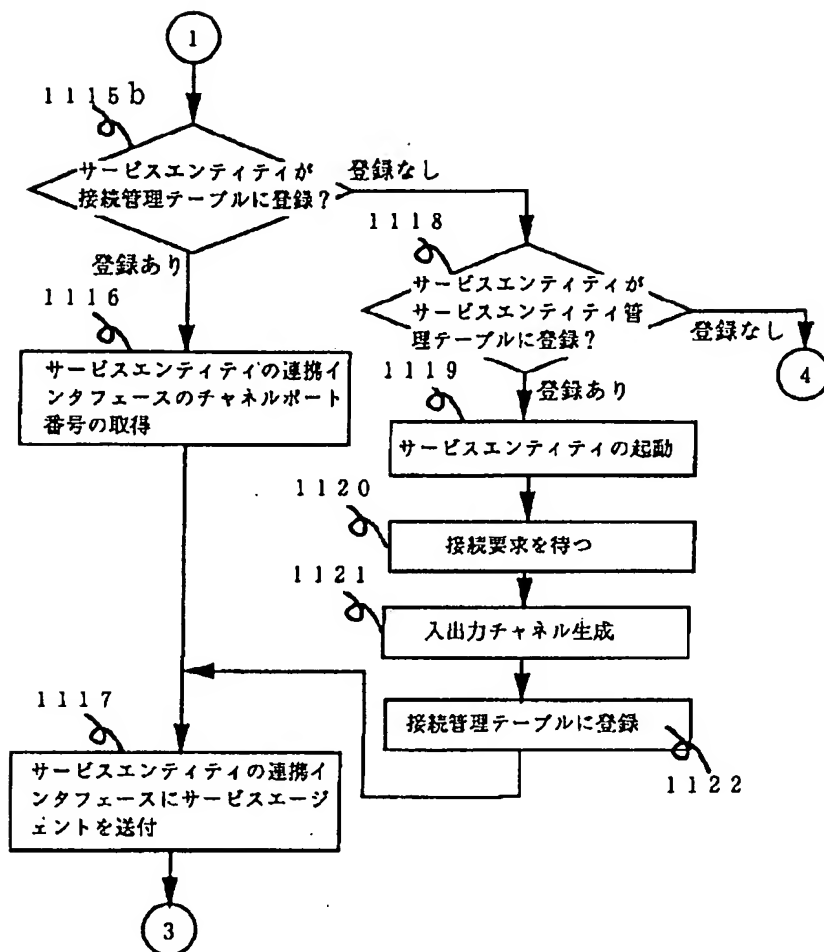 1
1115b
サービスエンティティが
接続管理テーブルに登録?
登録なし
登録あり
1118
サービスエンティティが
サービスエンティティ管
理テーブルに登録?
登録なし
4
1116
サービスエンティティの連携イ
ンタフェースのチャネルポート
番号の取得
1119
登録あり
サービスエンティティの起動
1120
接続要求を待つ
1121
入出力チャネル生成
接続管理テーブルに登録
1122
1117
サービスエンティティの連携イ
ンタフェースにサービスエージ
ェントを送付
3